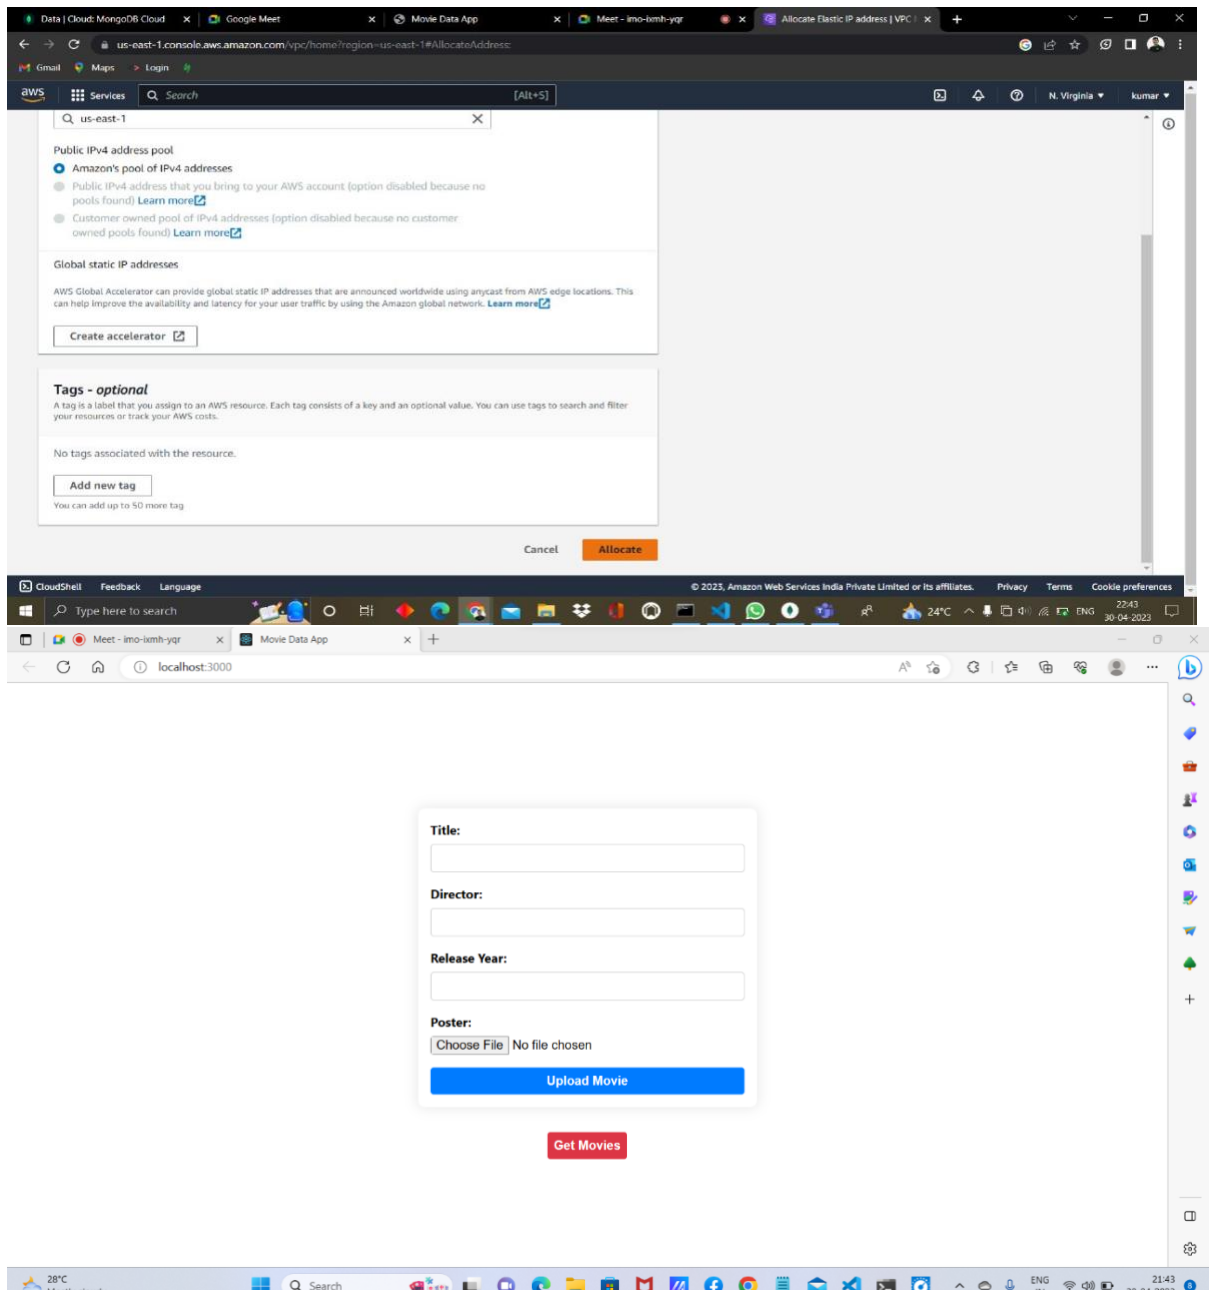 Data | Cloud: MongoDB Cloud
Google Meet
Movie Data App
Meet - imo-ixmh-yqr
Allocate Elastic IP address | VPC
us-east-1.console.aws.amazon.com/vpc/home?region=us-east-1#AllocateAddress:
Gmail
Maps
Login
aws
Services
Search
[Alt+S]
N. Virginia
kumar
us-east-1
Public IPv4 address pool
Amazon's pool of IPv4 addresses
Public IPv4 address that you bring to your AWS account (option disabled because no
pools found) Learn more
Customer owned pool of IPv4 addresses (option disabled because no customer
owned pools found) Learn more
Global static IP addresses
AWS Global Accelerator can provide global static IP addresses that are announced worldwide using anycast from AWS edge locations. This
can help improve the availability and latency for your user traffic by using the Amazon global network. Learn more
Create accelerator
Tags - optional
A tag is a label that you assign to an AWS resource. Each tag consists of a key and an optional value. You can use tags to search and filter
your resources or track your AWS costs.
No tags associated with the resource.
Add new tag
You can add up to 50 more tag
Cancel
Allocate
CloudShell
Feedback
Language
© 2023, Amazon Web Services India Private Limited or its affiliates.
Privacy
Terms
Cookie preferences
Type here to search
24°C
ENG
22:43
30-04-2023
Meet - imo-ixmh-yqr
Movie Data App
localhost:3000
Title:
Director:
Release Year:
Poster:
Choose File
No file chosen
Upload Movie
Get Movies
28°C
Search
ENG
21:43